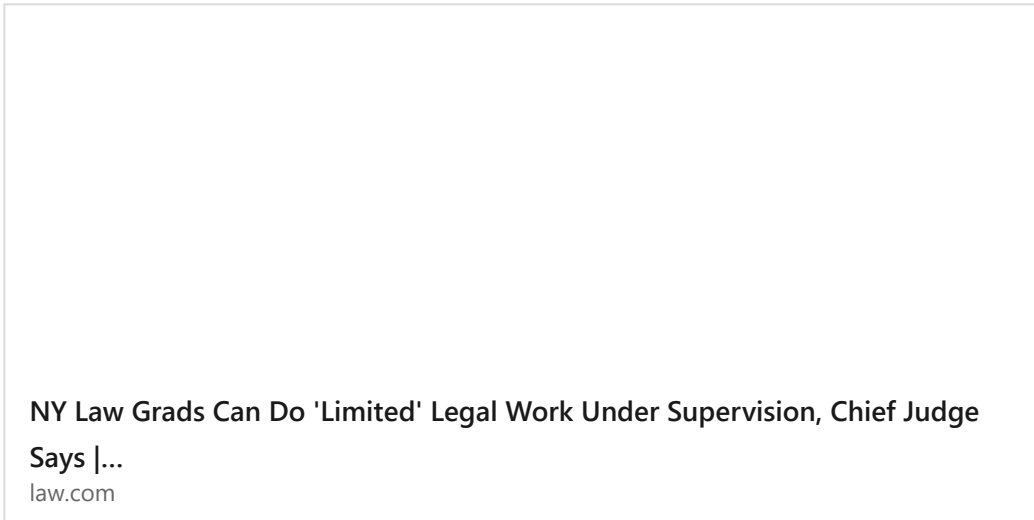 NY Law Grads Can Do 'Limited' Legal Work Under Supervision, Chief Judge
Says |...
law.com